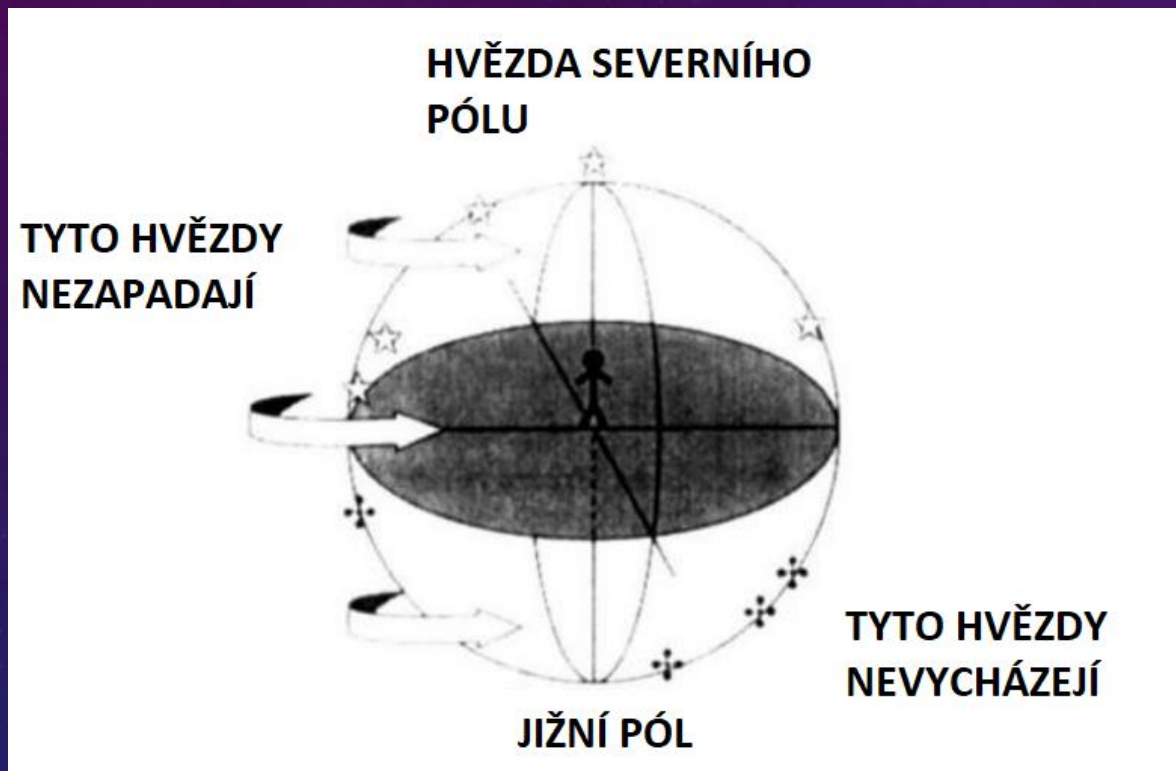 HVĚZDA SEVERNÍHO
PÓLU
TYTO HVĚZDY
NEZAPADAJÍ
TYTO HVĚZDY
NEVYCHÁZEJÍ
JIŽNÍ PÓL